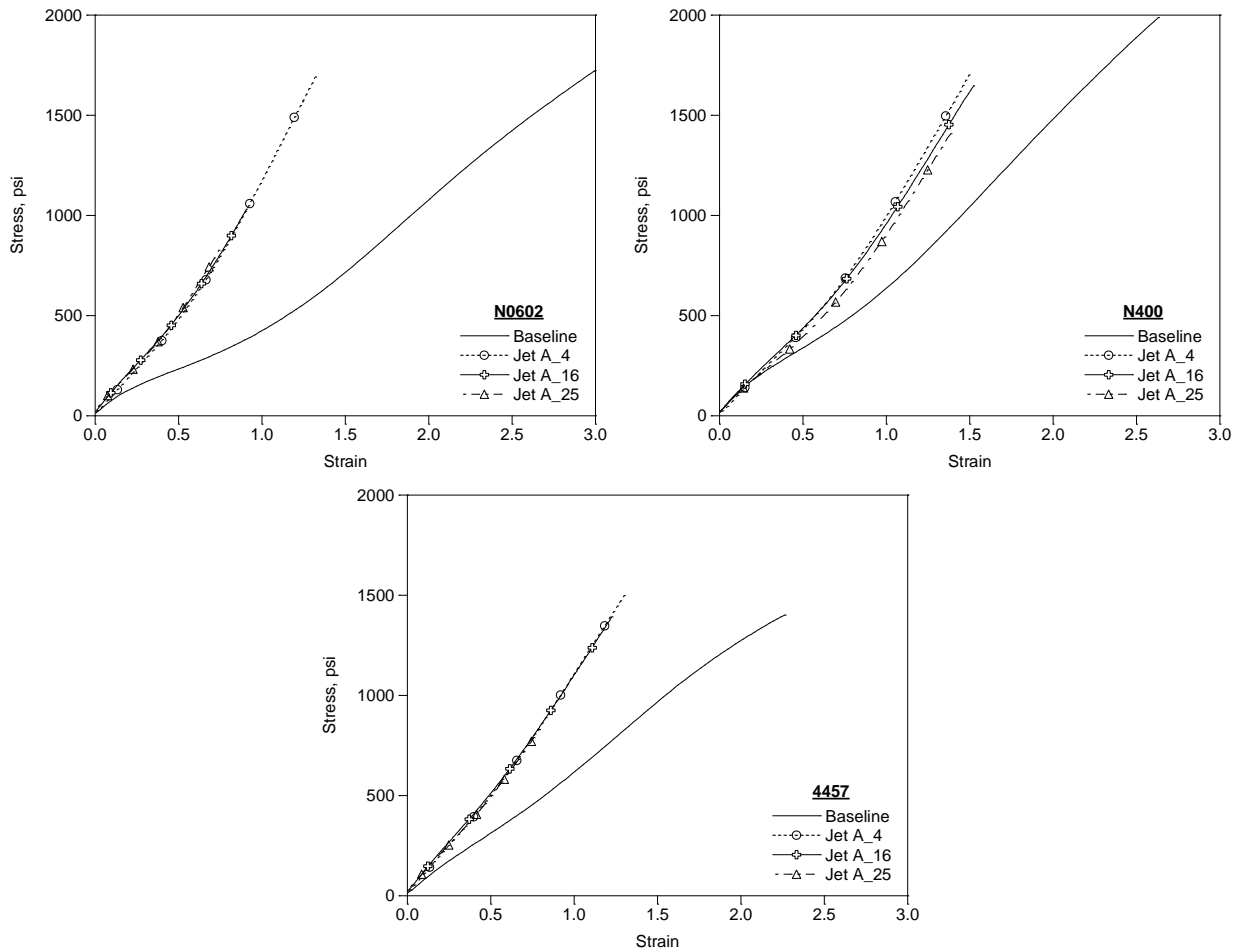 2000
1500
1000
500
0
Stress, psi
0.0 0.5 1.0 1.5 2.0 2.5 3.0
Strain
N0602
Baseline
Jet A_4
Jet A_16
Jet A_25
2000
1500
1000
500
0
Stress, psi
0.0 0.5 1.0 1.5 2.0 2.5 3.0
Strain
N400
Baseline
Jet A_4
Jet A_16
Jet A_25
2000
1500
1000
500
0
Stress, psi
0.0 0.5 1.0 1.5 2.0 2.5 3.0
Strain
4457
Baseline
Jet A_4
Jet A_16
Jet A_25